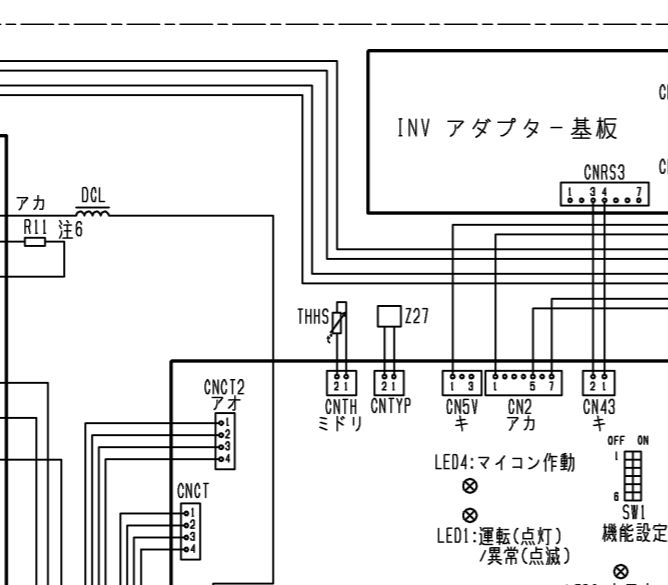 CN
INV アダプター基板
CNRS3
CN
1 3 4 7
アカ
DCL
R11 注6
THHS
Z27
2 1
2 1
1 3
1 5 7
2 1
CNCT2
アオ
CNTH
ミドリ
CNTYP
CN5V
キ
CN2
アカ
CN43
キ
1
2
3
4
OFF ON
1
6
SW1
機能設定
LED4:マイコン作動
CNCT
1
2
3
4
LED1:運転(点灯)
/異常(点滅)